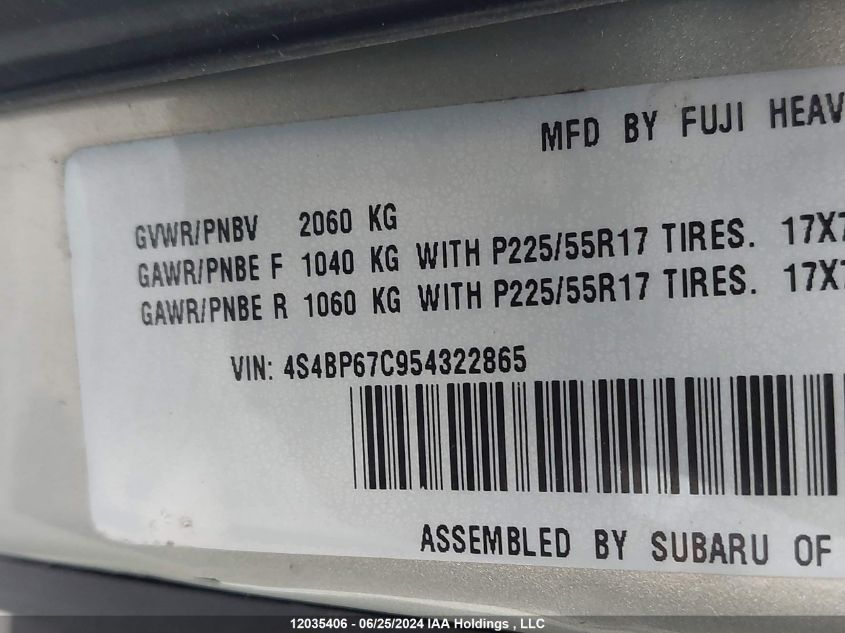 MFD BY FUJI HEAV
GVWR/PNBV 2060 KG
GAWR/PNBE F 1040 KG WITH P225/55R17 TIRES. 17X7
GAWR/PNBE R 1060 KG WITH P225/55R17 TIRES. 17X7
VIN: 4S4BP67C954322865
ASSEMBLED BY SUBARU OF
12035406 - 06/25/2024 IAA Holdings , LLC